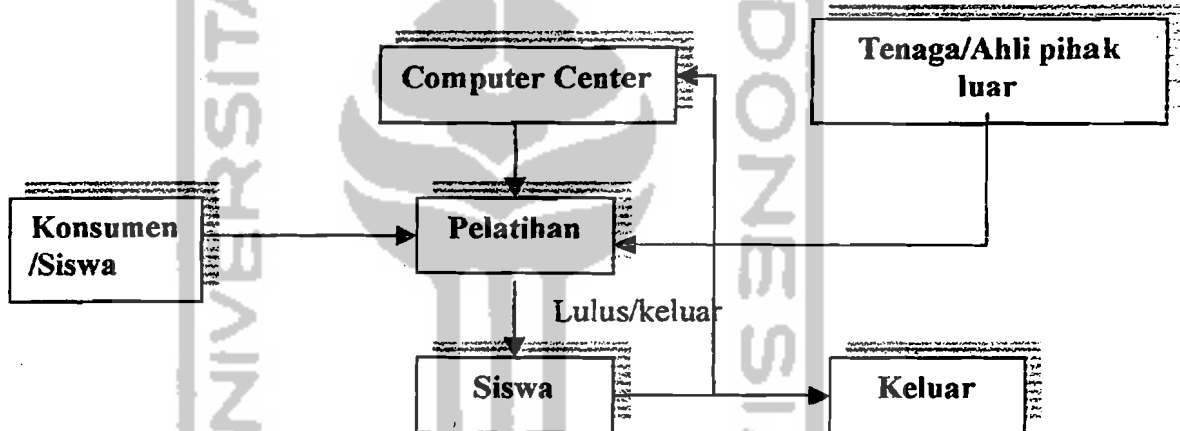 Tenaga/Ahli pihak
luar
Computer Center
Konsumen
/Siswa
Pelatihan
Lulus/keluar
Siswa
Keluar